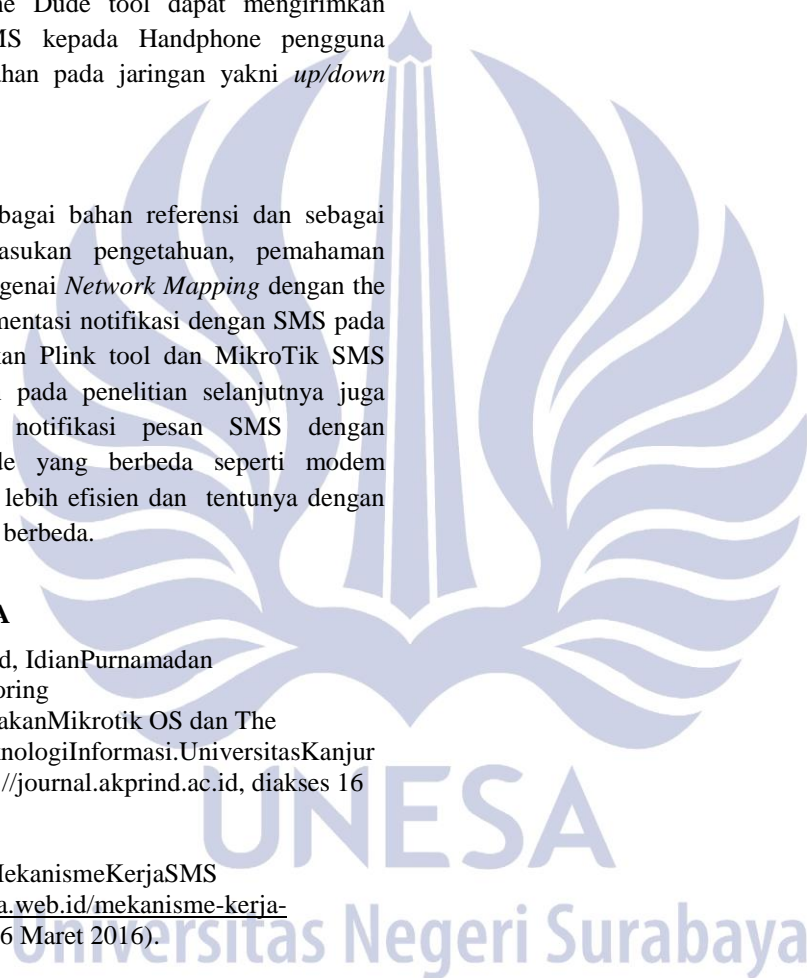 he Dude tool dapat mengirimkan
MS kepada Handphone pengguna
ahan pada jaringan yakni up/down
bagai bahan referensi dan sebagai
asukan pengetahuan, pemahaman
genai Network Mapping dengan the
mentasi notifikasi dengan SMS pada
kan Plink tool dan MikroTik SMS
pada penelitian selanjutnya juga
notifikasi pesan SMS dengan
de yang berbeda seperti modem
lebih efisien dan tentunya dengan
berbeda.
A
d, IdianPurnamadan
oring
akanMikrotik OS dan The
knologiInformasi.UniversitasKanjur
://journal.akprind.ac.id, diakses 16
MekanismeKerjaSMS
a.web.id/mekanisme-kerja-
6 Maret 2016).
UNESA
Universitas Negeri Surabaya